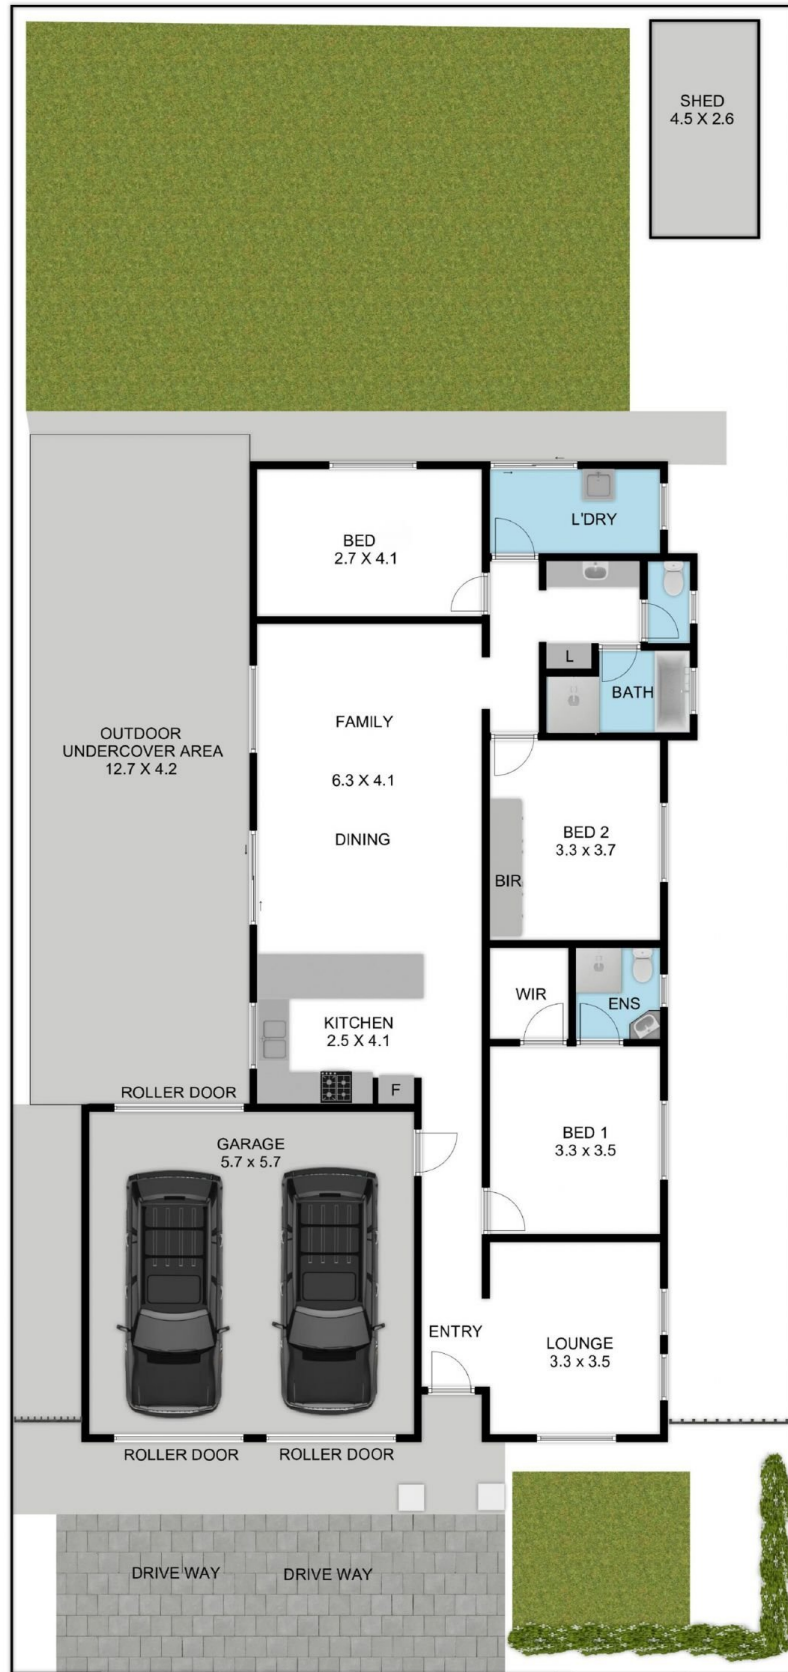 SHED
4.5 X 2.6
L'DRY
BED
2.7 X 4.1
L
BATH
FAMILY
OUTDOOR
UNDERCOVER AREA
12.7 X 4.2
6.3 X 4.1
DINING
BED 2
3.3 x 3.7
BIR
WIR
ENS
KITCHEN
2.5 X 4.1
F
ROLLER DOOR
GARAGE
5.7 x 5.7
BED 1
3.3 x 3.5
ENTRY
LOUNGE
3.3 x 3.5
ROLLER DOOR
ROLLER DOOR
DRIVE WAY
DRIVE WAY